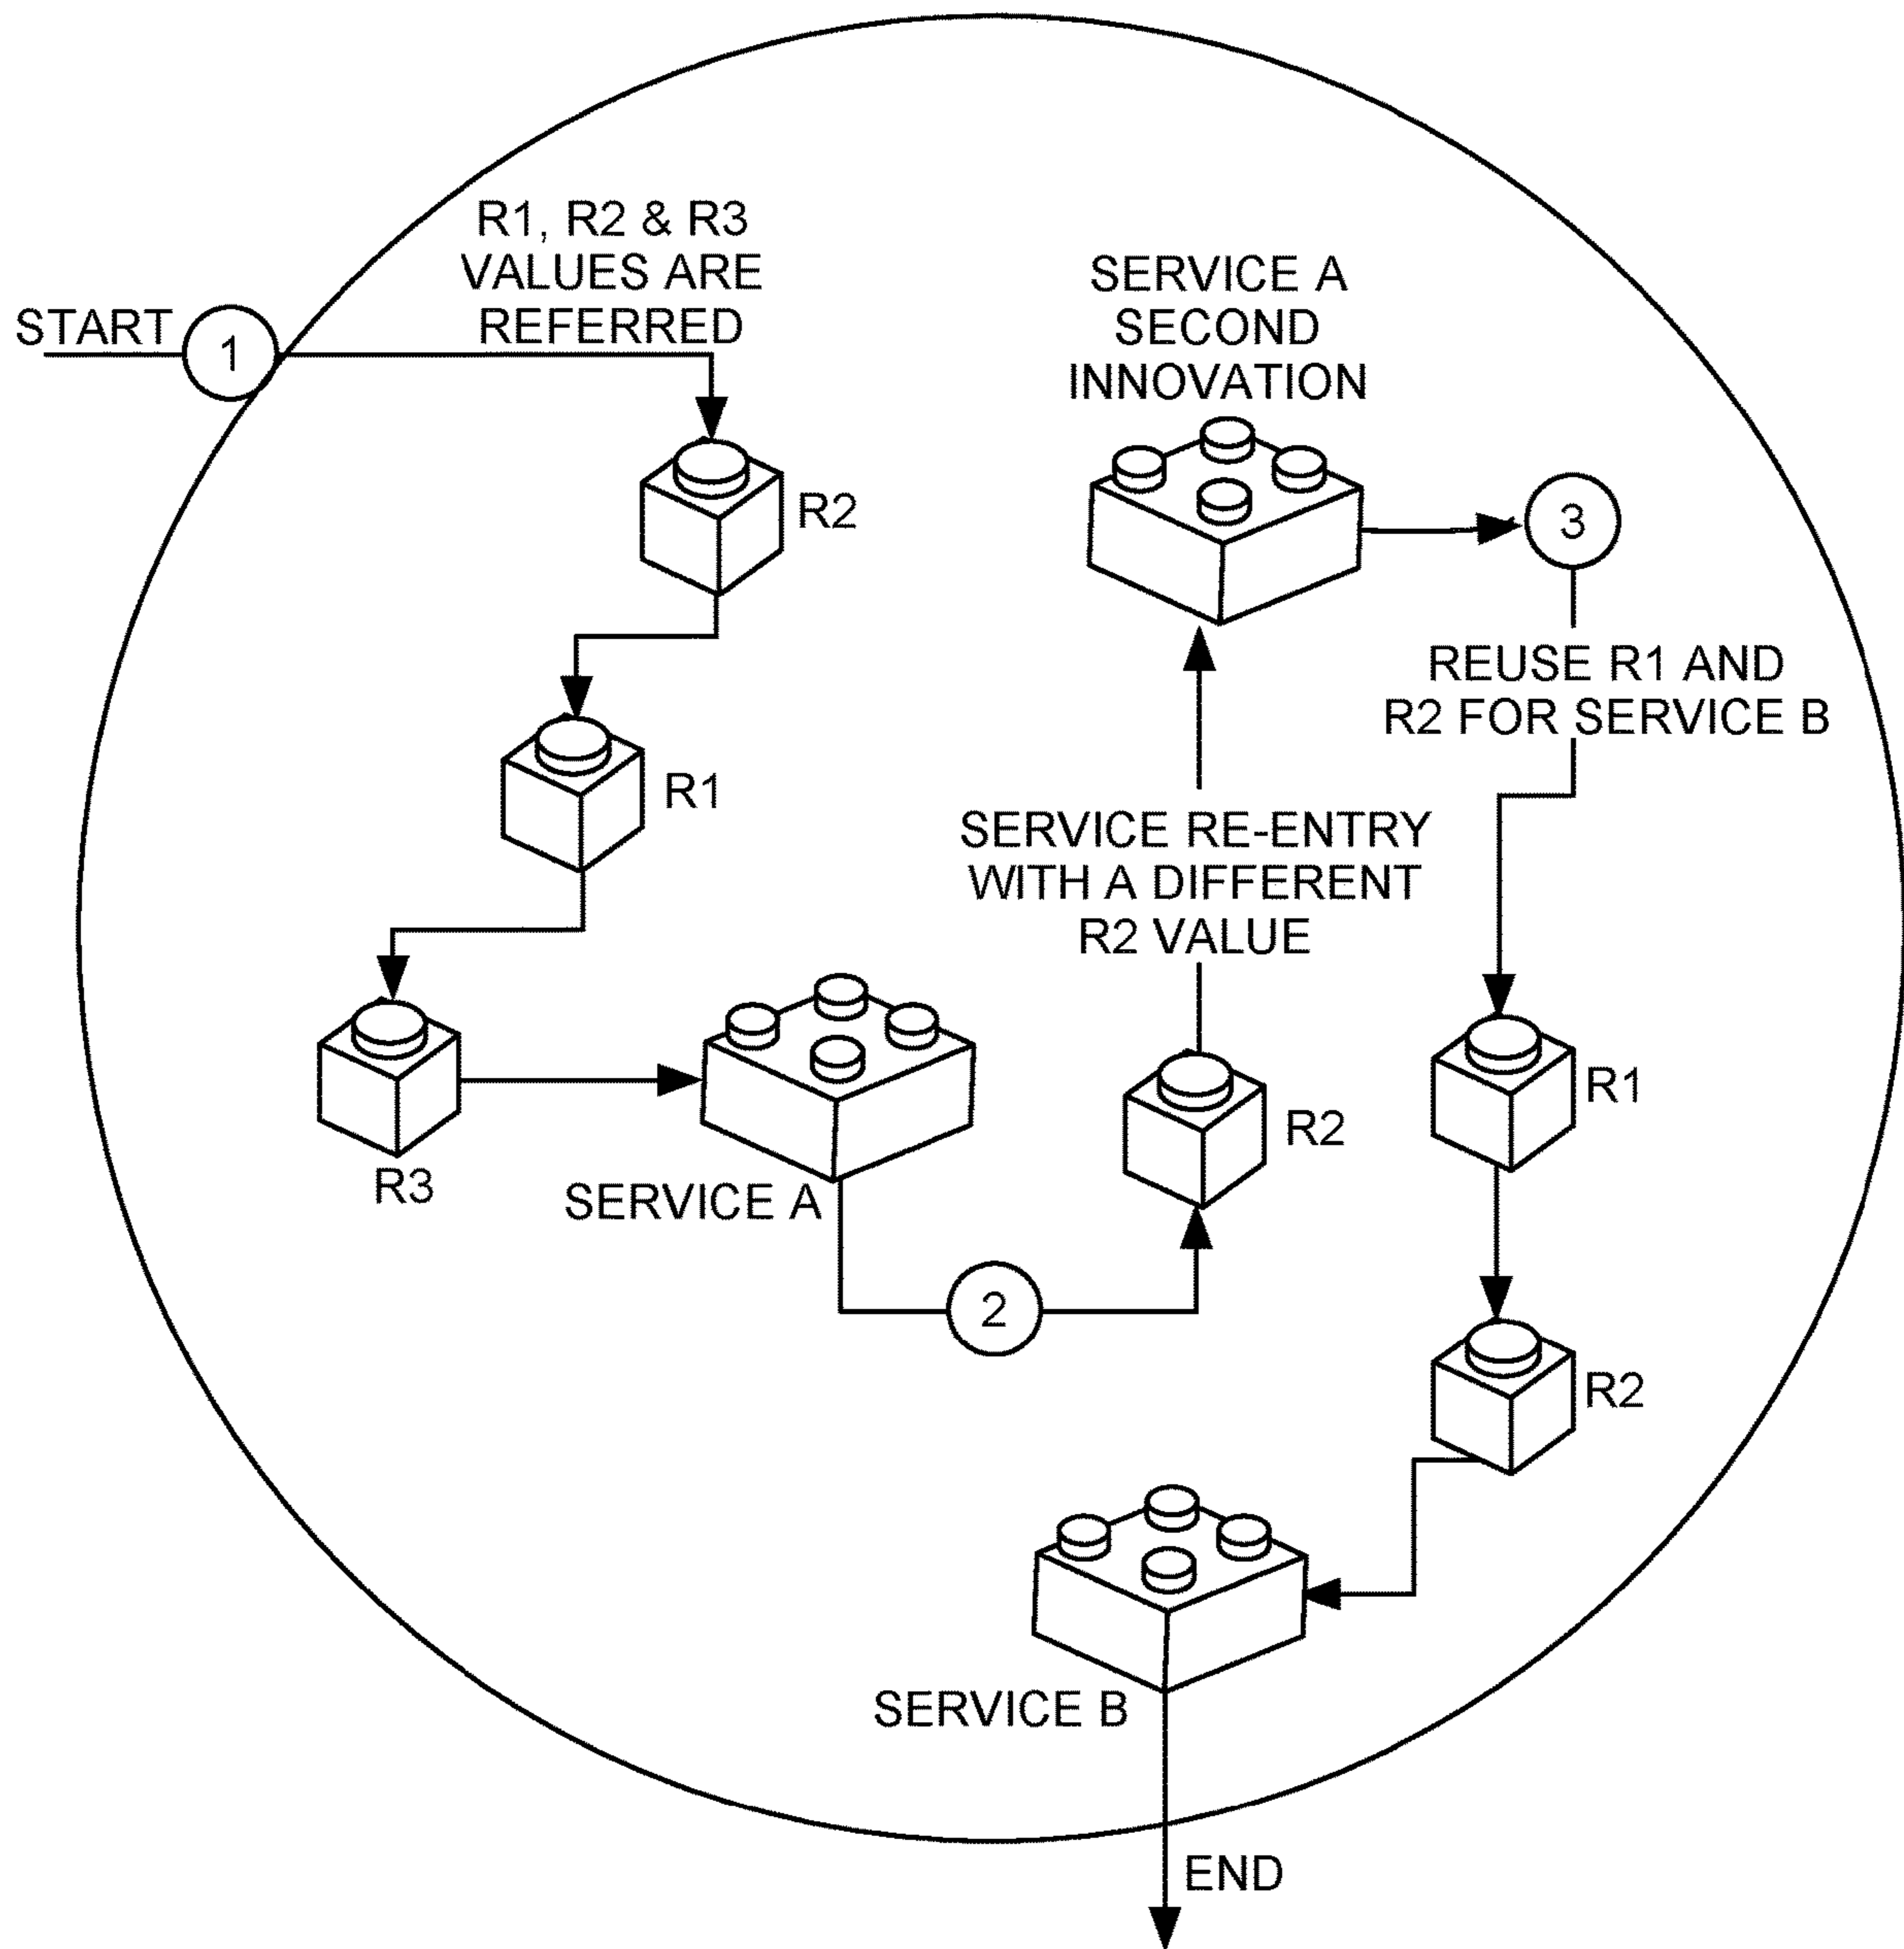 START
1
R1, R2 & R3
VALUES ARE
REFERRED
R2
R1
R3
SERVICE A
2
R2
SERVICE RE-ENTRY
WITH A DIFFERENT
R2 VALUE
SERVICE A
SECOND
INNOVATION
3
REUSE R1 AND
R2 FOR SERVICE B
R1
R2
SERVICE B
END